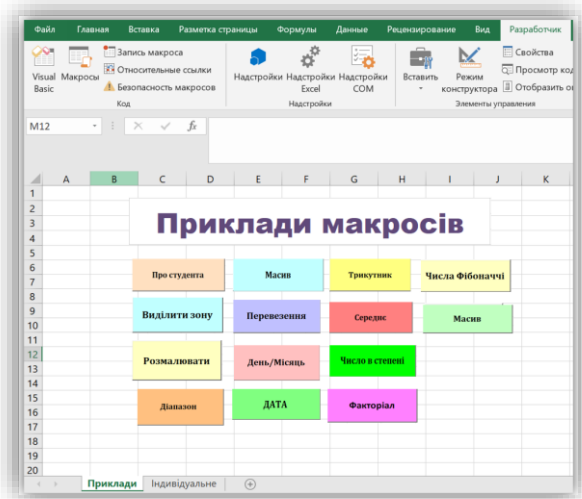 Файл Главная Вставка Разметка страницы Формулы Данные Рецензирование Вид Разработчик
Visual Basic
Макросы
Запись макроса
Относительные ссылки
Безопасность макросов
Код
Надстройки
Надстройки Excel
Надстройки COM
Надстройки
Вставить
Режим конструктора
Свойства
Просмотр код
Отобразить
Элементы управления
M12
fx
A B C D E F G H I J K
1
2
3
4
5
6
7
8
9
10
11
12
13
14
15
16
17
18
19
20
Приклади макросів
Про студента Масив Трикутник Числа Фібоначчі
Виділити зону Перевезення Середнє Масив
Розмалювати День/Місяць Число в степені
Діапазон ДАТА Факторіал
Приклади Індивідуальне